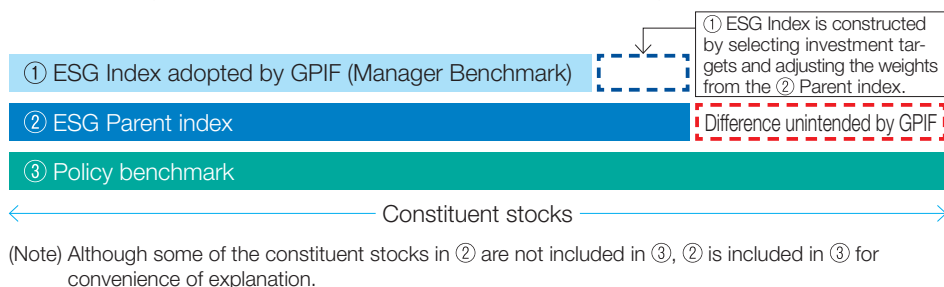 ① ESG Index is constructed
by selecting investment tar-
gets and adjusting the weights
from the ② Parent index.
① ESG Index adopted by GPIF (Manager Benchmark)
② ESG Parent index
Difference unintended by GPIF
③ Policy benchmark
Constituent stocks
(Note) Although some of the constituent stocks in ② are not included in ③, ② is included in ③ for
convenience of explanation.